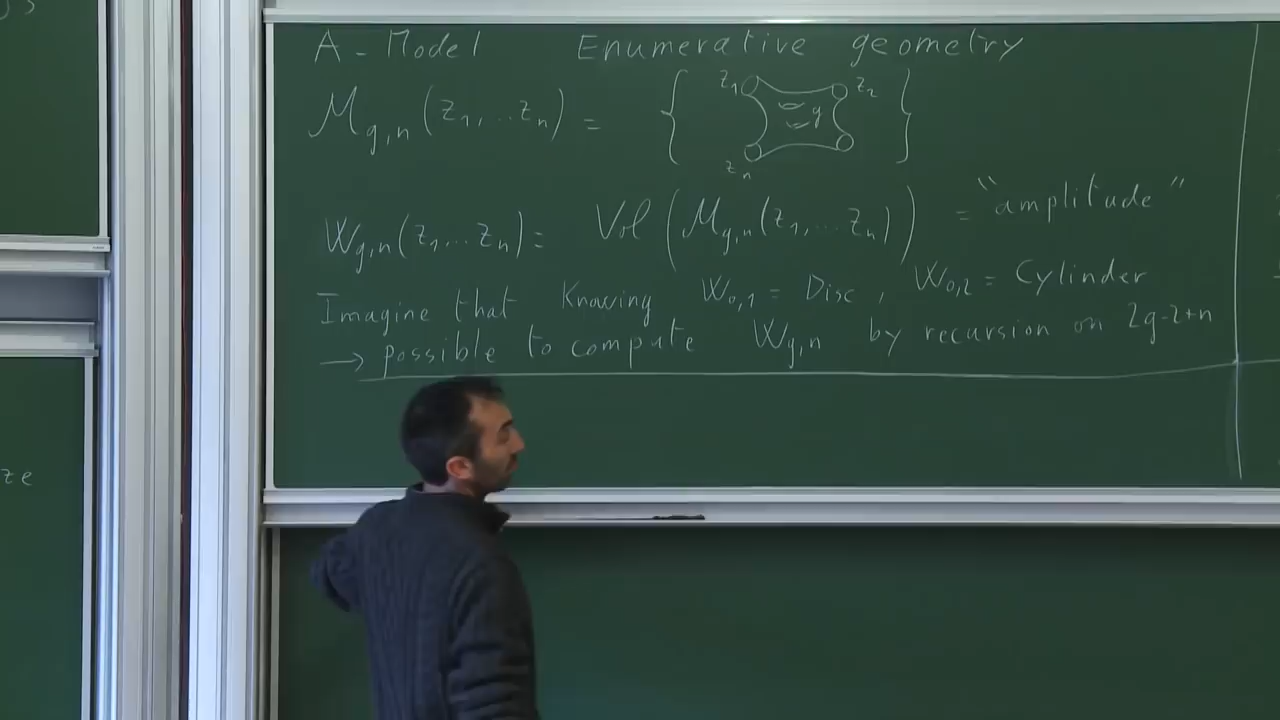 A - Model Enumerative geometry
M_{g,n}(z_1,..z_n) = { z_1 z_2 g z_n }
W_{g,n}(z_1,...z_n) = Vol(M_{g,n}(z_1,...z_n)) = "amplitude"
Imagine that Knowing W_{0,1} = Disc, W_{0,2} = Cylinder
→ possible to compute W_{g,n} by recursion on 2g-2+n
ze